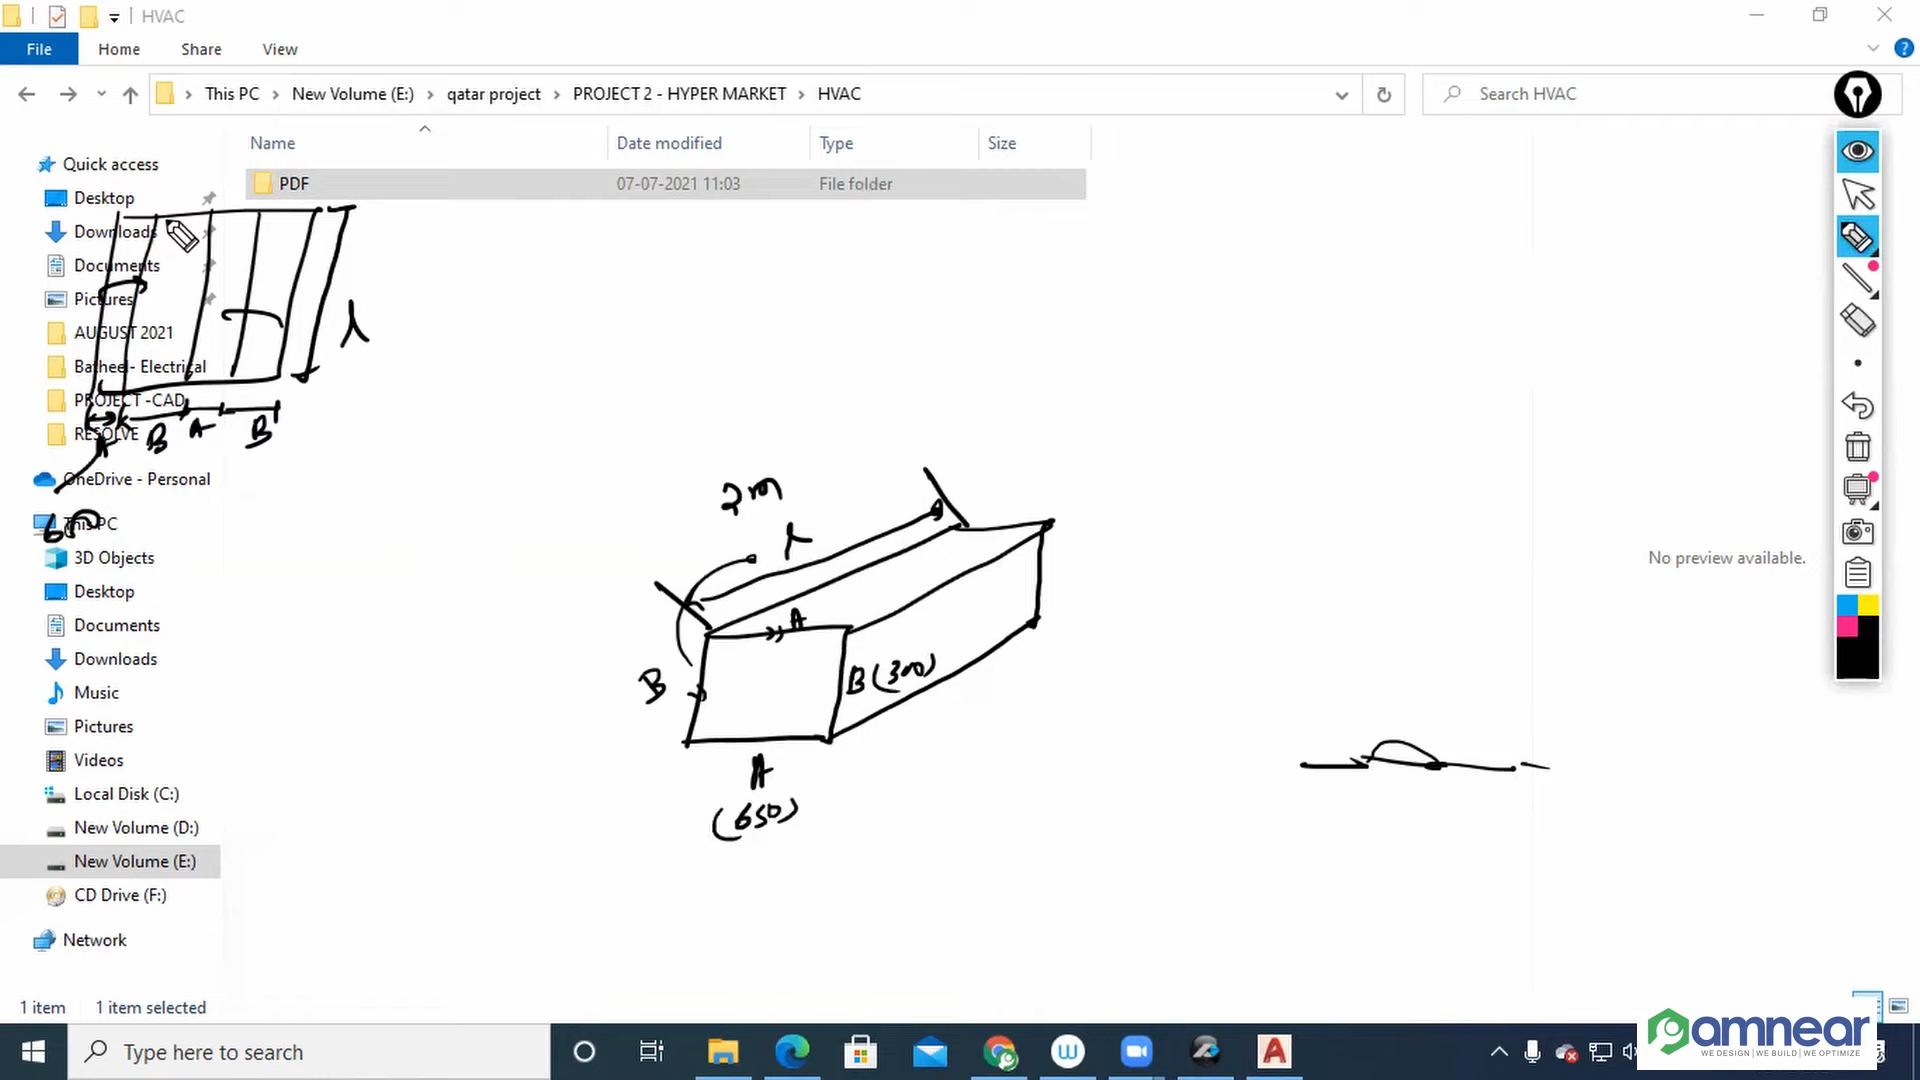 HVAC
File Home Share View
This PC New Volume (E:) qatar project PROJECT 2 - HYPER MARKET HVAC
Search HVAC
Name Date modified Type Size
PDF 07-07-2021 11:03 File folder
Quick access
Desktop
Downloads
Documents
Pictures
AUGUST 2021
Batheel- Electrical
PROJECT -CAD
RESOLVE
OneDrive - Personal
This PC
3D Objects
Desktop
Documents
Downloads
Music
Pictures
Videos
Local Disk (C:)
New Volume (D:)
New Volume (E:)
CD Drive (F:)
Network
A B A B
2m
A
B
B (300)
A
(650)
No preview available.
1 item 1 item selected
Type here to search
amnear
WE DESIGN | WE BUILD | WE OPTIMIZE